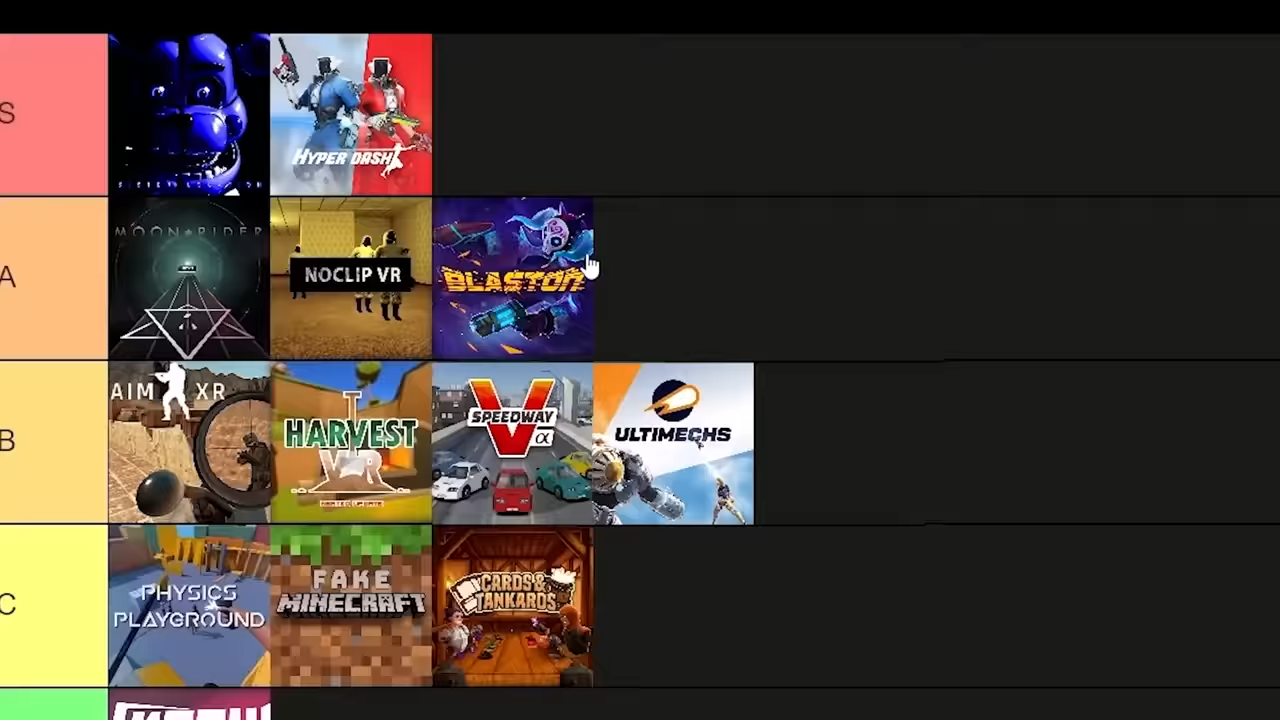 S
HYPER DASH
A
MOON RIDER
NOCLIP VR
BLASTON
B
AIM XR
HARVEST
VR
V
SPEEDWAY
α
ULTIMECHS
C
PHYSICS
PLAYGROUND
FAKE
MINECRAFT
CARDS &
TANKARDS